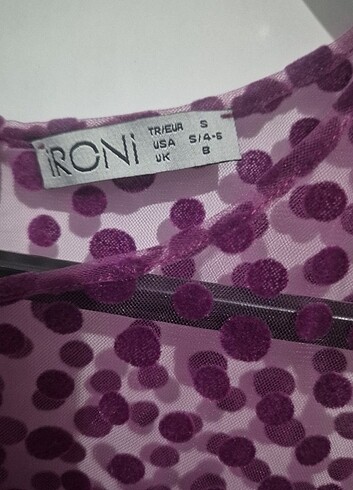 iRONi
TR/EUR S
USA S/4-6
UK 8